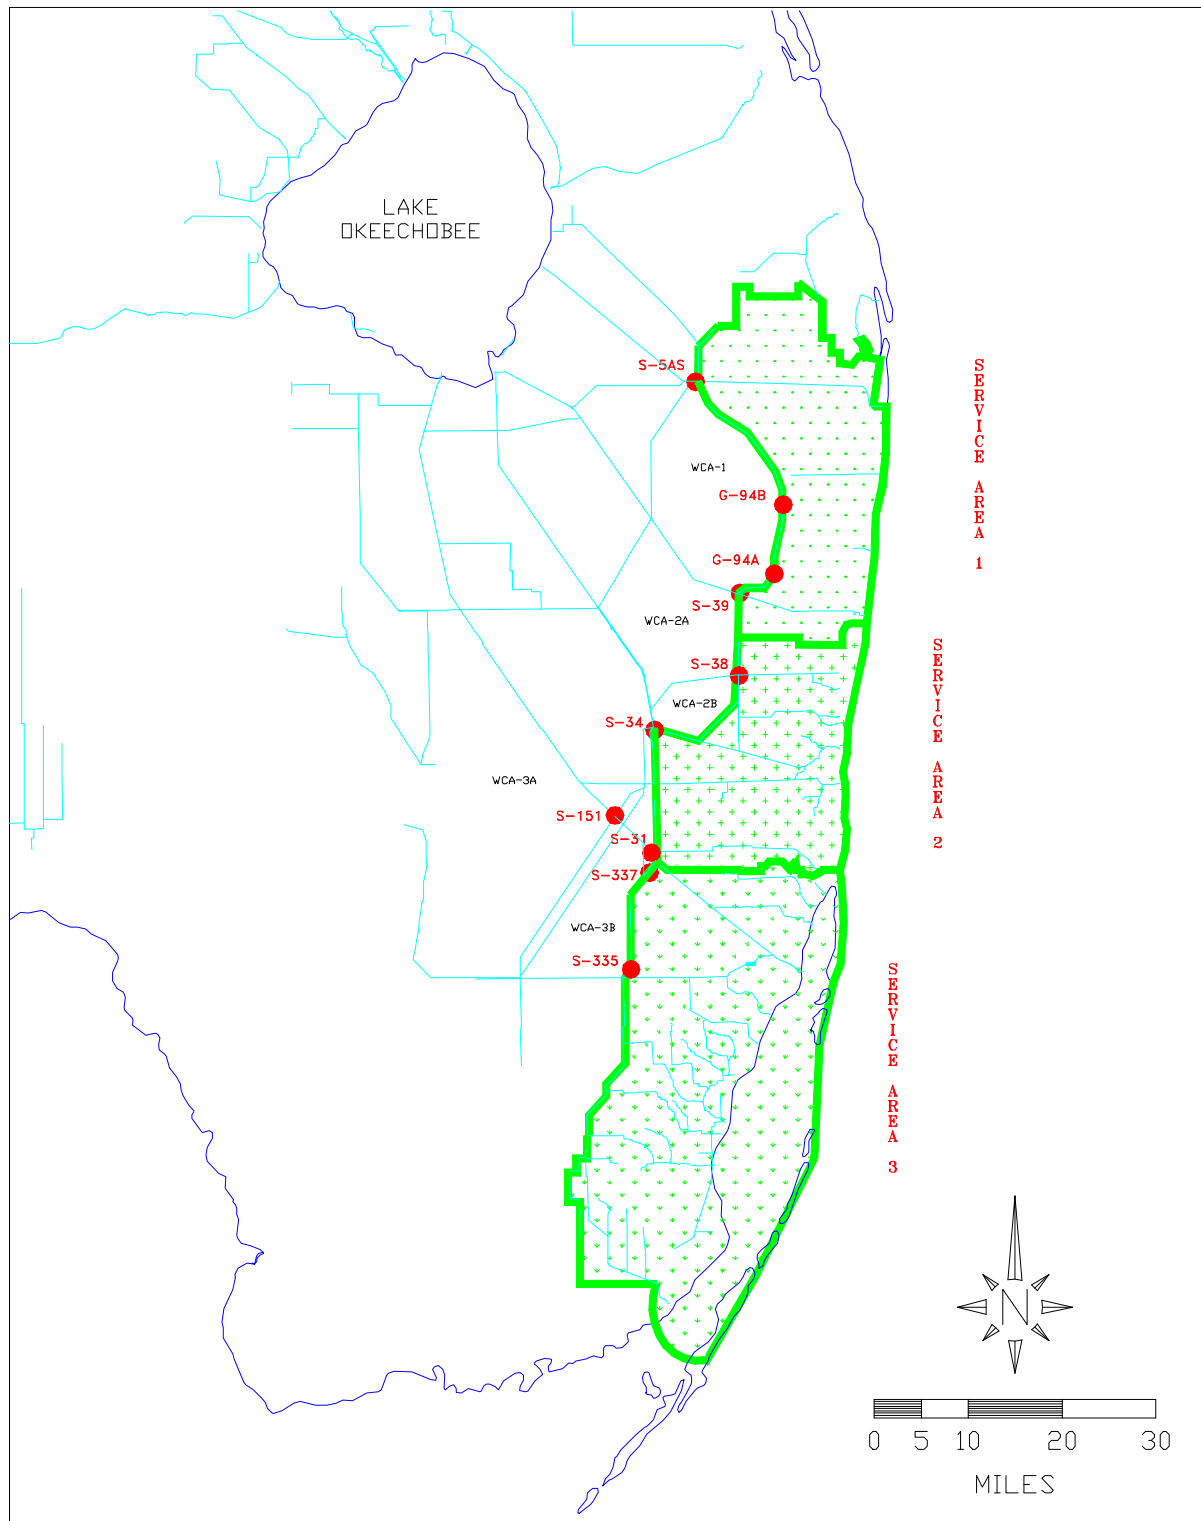 LAKE
OKEECHOBEE
S-5AS
SERVICE AREA 1
WCA-1
G-94B
G-94A
S-39
WCA-2A
SERVICE AREA 2
S-38
WCA-2B
S-34
WCA-3A
S-151
S-31
S-337
WCA-3B
S-335
SERVICE AREA 3
N
0 5 10 20 30
MILES